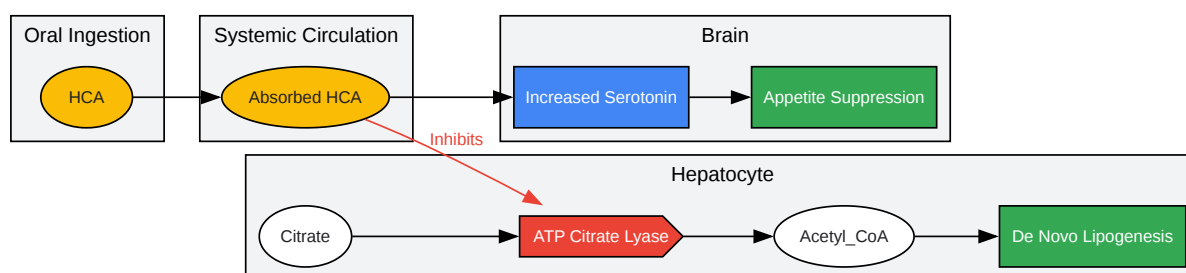 Oral Ingestion
Systemic Circulation
Brain
HCA
Absorbed HCA
Increased Serotonin
Appetite Suppression
Inhibits
Hepatocyte
Citrate
ATP Citrate Lyase
Acetyl_CoA
De Novo Lipogenesis